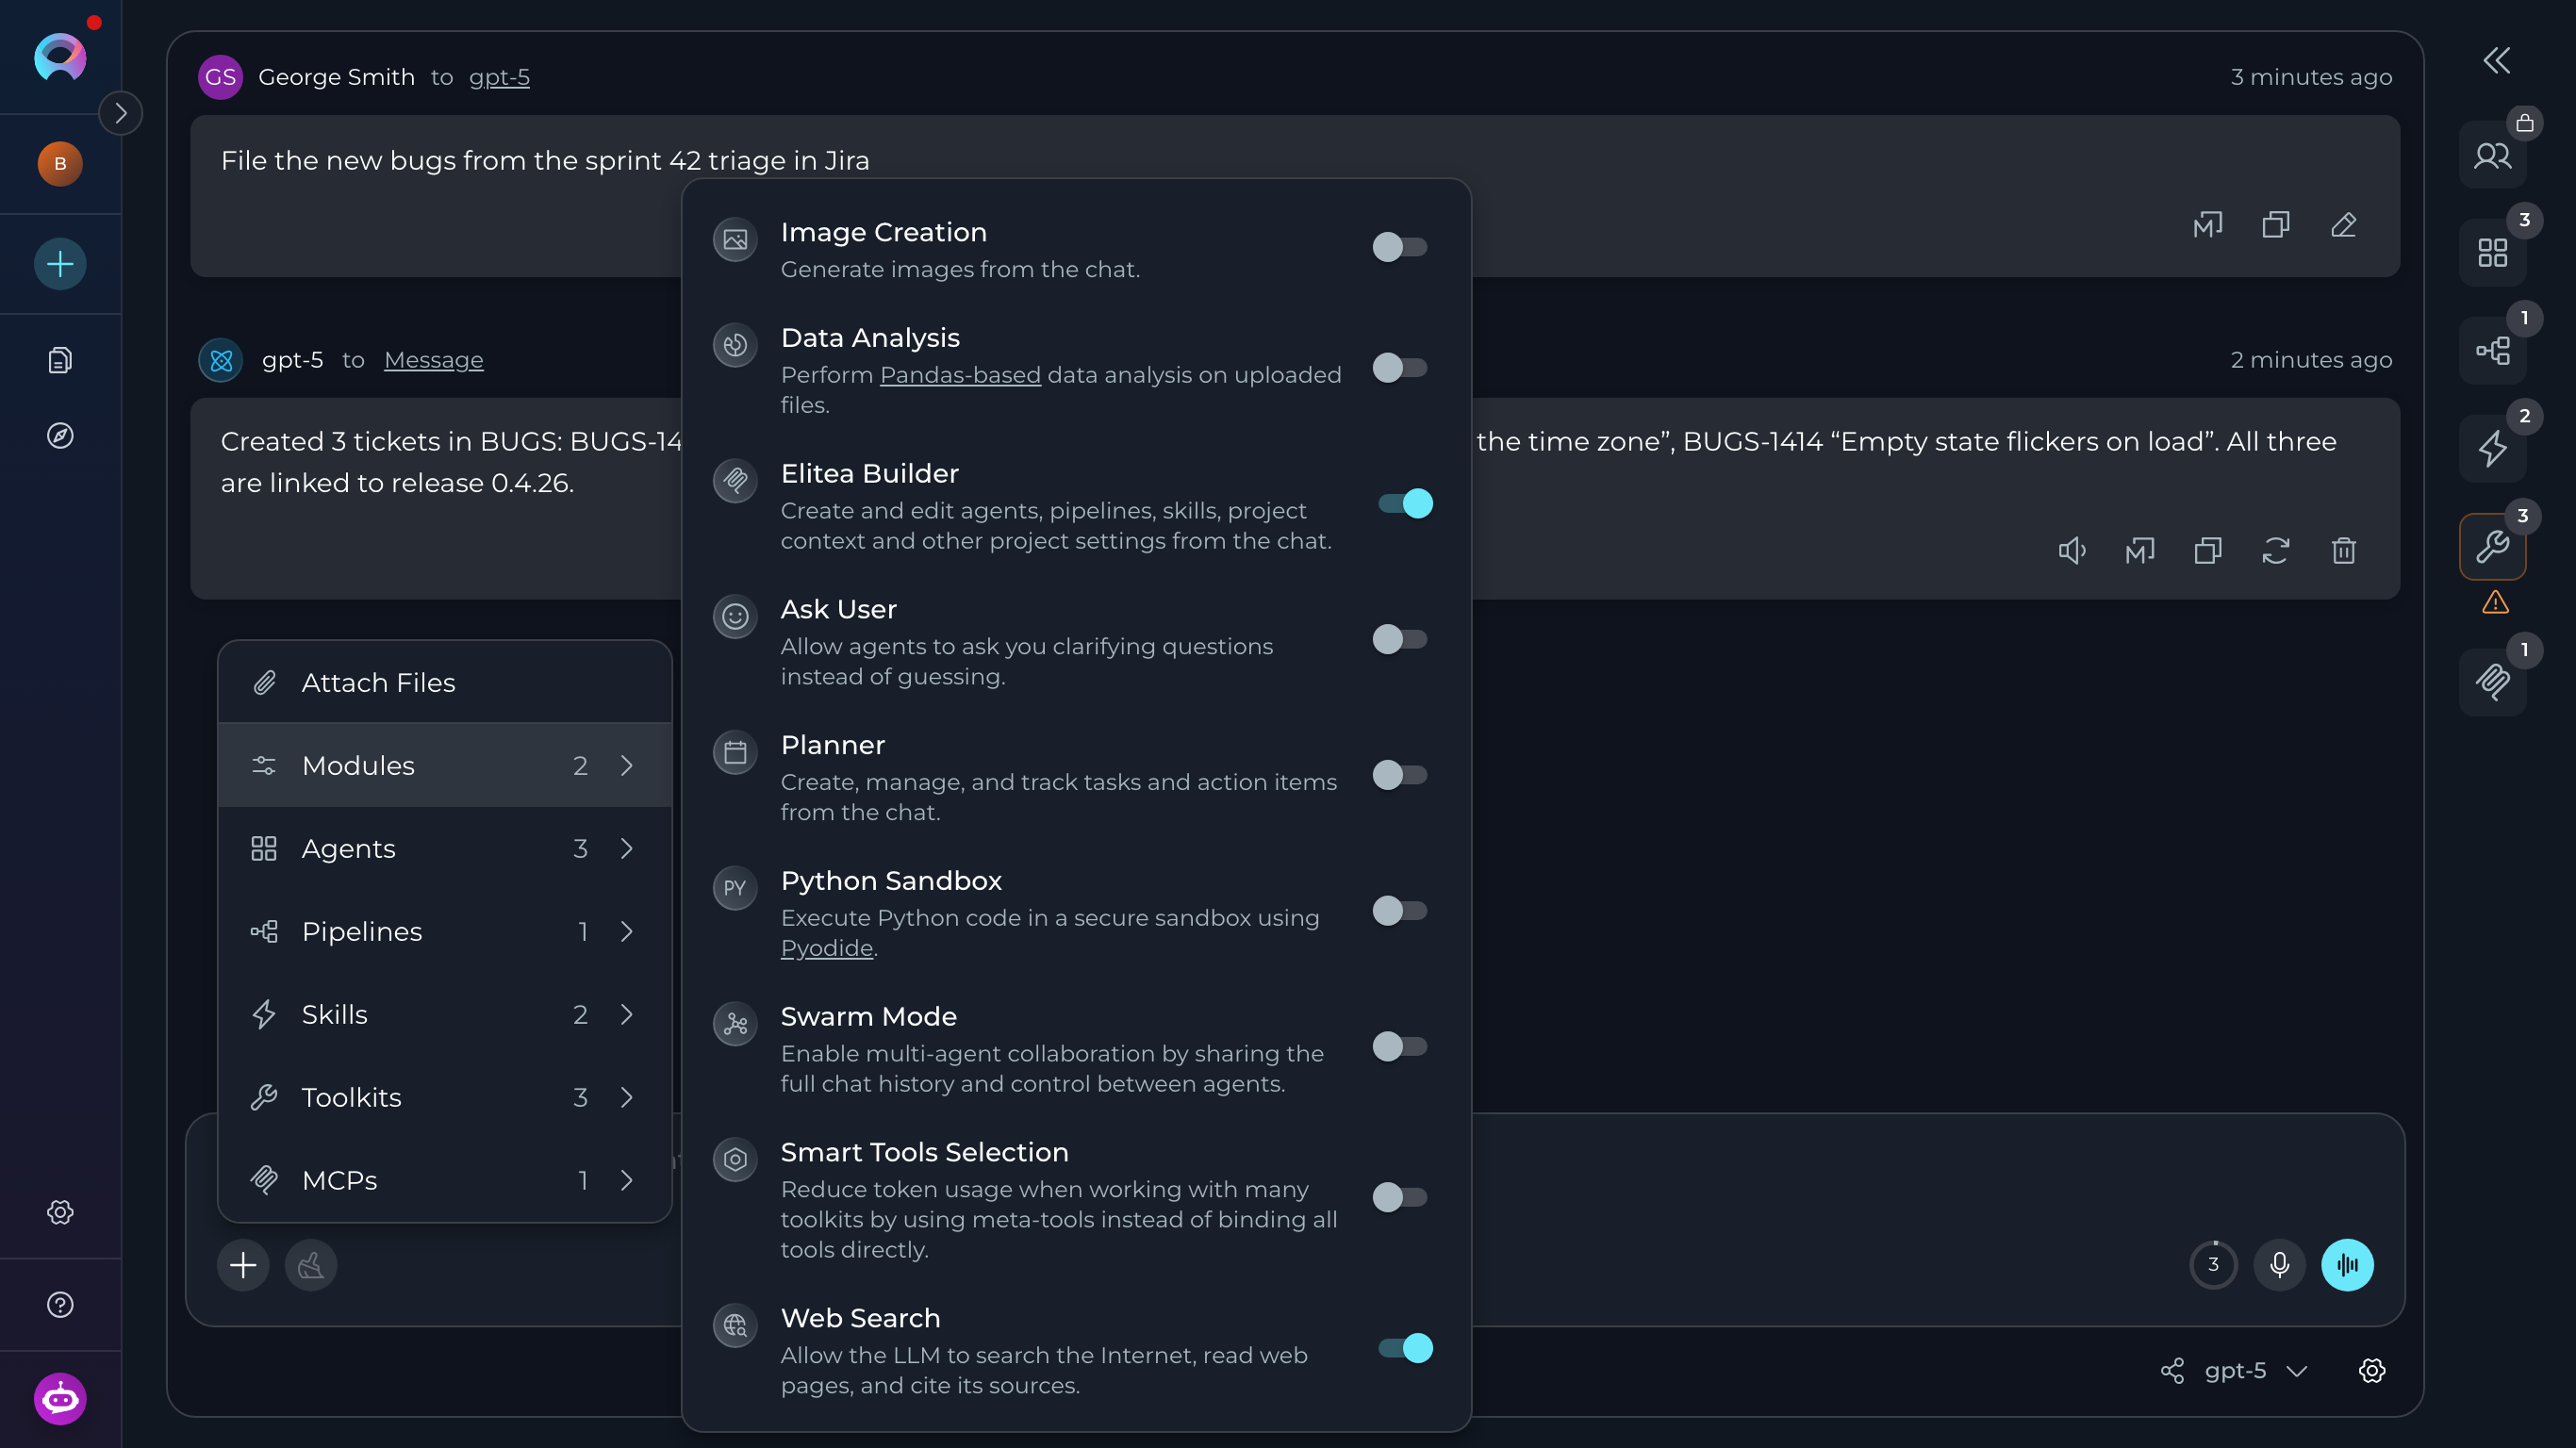 GS George Smith to gpt-5 3 minutes ago
B
File the new bugs from the sprint 42 triage in Jira
gpt-5 to Message 2 minutes ago
Created 3 tickets in BUGS: BUGS-14
the time zone”, BUGS-1414 “Empty state flickers on load”. All three
are linked to release 0.4.26.
Attach Files
Modules 2
Agents 3
Pipelines 1
Skills 2
Toolkits 3
MCPs 1
Image Creation
Generate images from the chat.
Data Analysis
Perform Pandas-based data analysis on uploaded
files.
Elitea Builder
Create and edit agents, pipelines, skills, project
context and other project settings from the chat.
Ask User
Allow agents to ask you clarifying questions
instead of guessing.
Planner
Create, manage, and track tasks and action items
from the chat.
PY Python Sandbox
Execute Python code in a secure sandbox using
Pyodide.
Swarm Mode
Enable multi-agent collaboration by sharing the
full chat history and control between agents.
Smart Tools Selection
Reduce token usage when working with many
toolkits by using meta-tools instead of binding all
tools directly.
Web Search
Allow the LLM to search the Internet, read web
pages, and cite its sources.
3
gpt-5
3
1
2
3
1